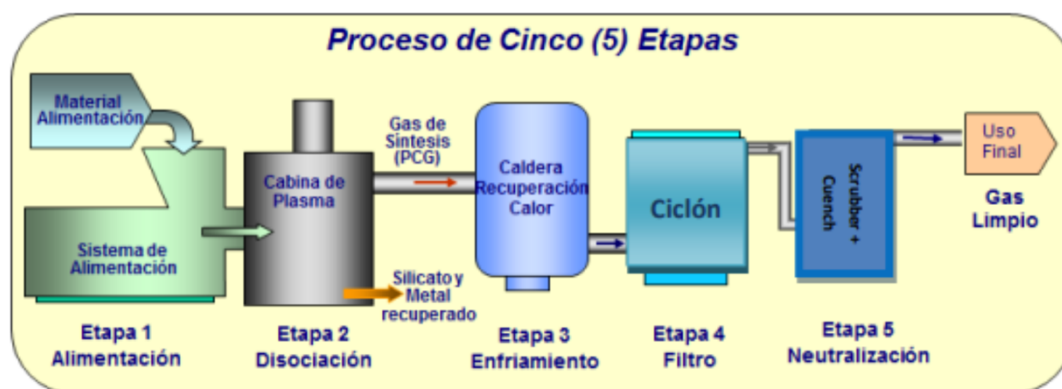 Proceso de Cinco (5) Etapas
Material
Alimentación
Sistema de
Alimentación
Etapa 1
Alimentación
Cabina de
Plasma
Etapa 2
Disociación
Gas de
Síntesis
(PCG)
Silicato y
Metal
recuperado
Caldera
Recuperación
Calor
Etapa 3
Enfriamiento
Ciclón
Etapa 4
Filtro
Scrubber +
Cuench
Etapa 5
Neutralización
Uso
Final
Gas
Limpio